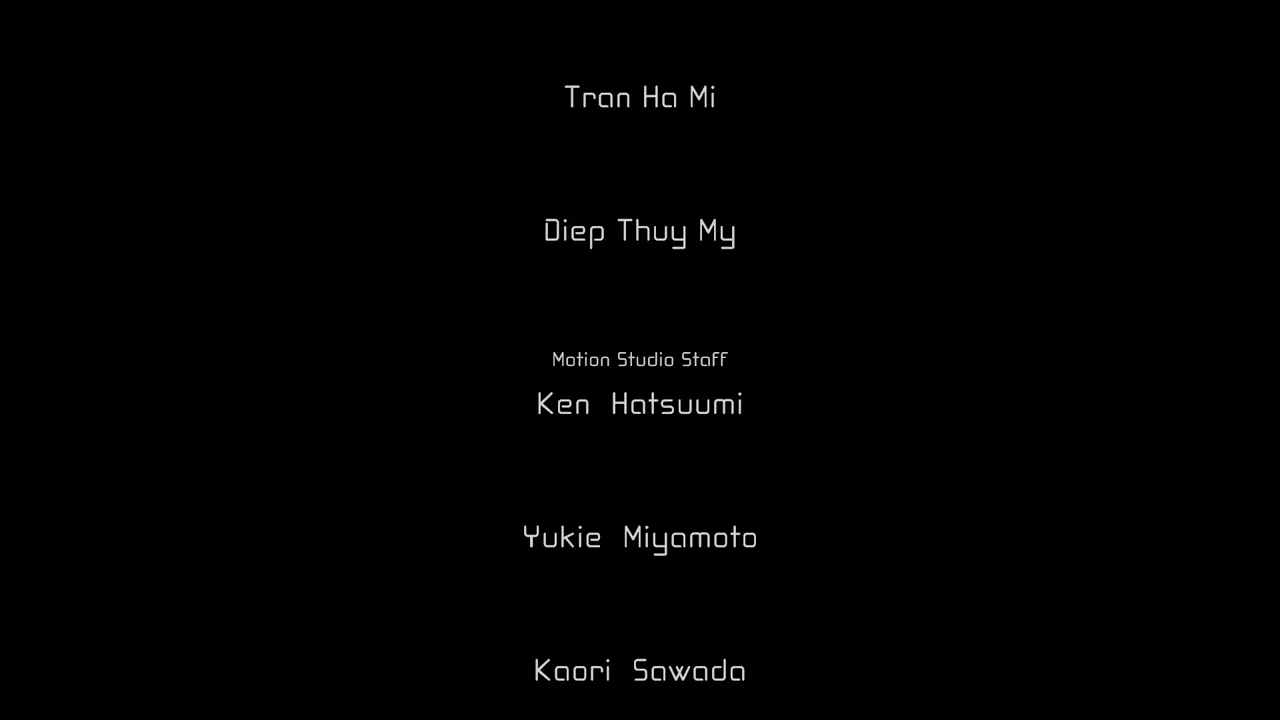 Tran Ha Mi
Diep Thuy My
Motion Studio Staff
Ken Hatsuumi
Yukie Miyamoto
Kaori Sawada